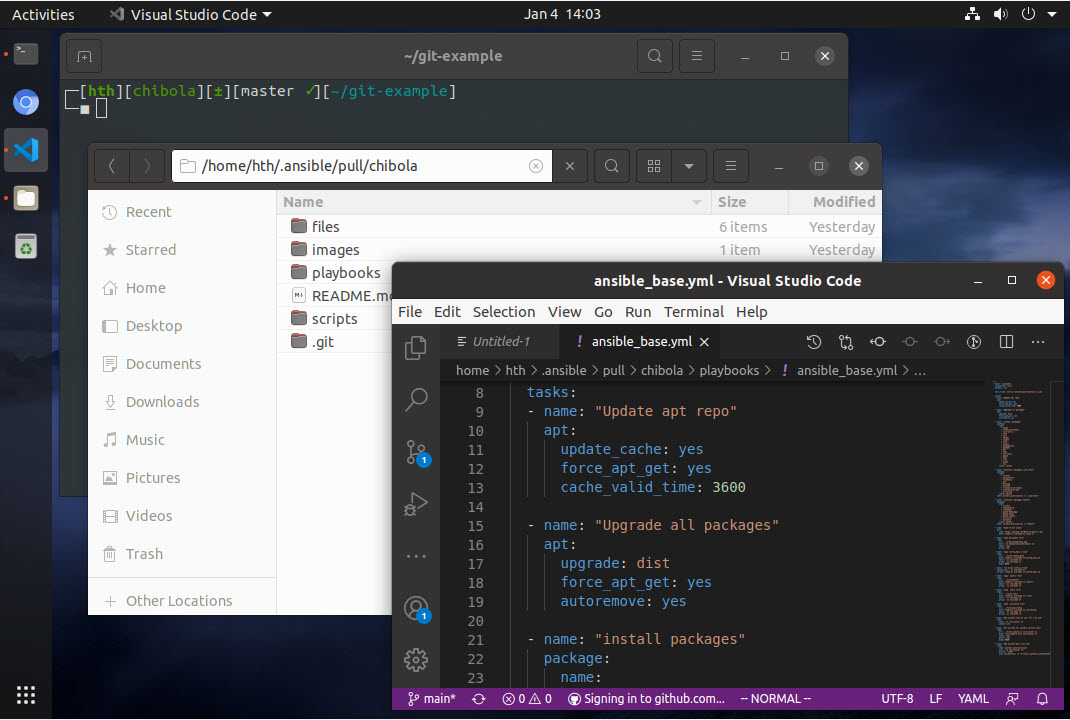 Activities Visual Studio Code Jan 4 14:03
~/git-example
[hth][chibola][±][master ✓][~/git-example]
/home/hth/.ansible/pull/chibola
Recent
Starred
Home
Desktop
Documents
Downloads
Music
Pictures
Videos
Trash
Other Locations
Name Size Modified
files 6 items Yesterday
images 1 item Yesterday
playbooks
README.m
scripts
.git
ansible_base.yml - Visual Studio Code
File Edit Selection View Go Run Terminal Help
Untitled-1 ! ansible_base.yml
home > hth > .ansible > pull > chibola > playbooks > ! ansible_base.yml > ...
8 tasks:
9 - name: "Update apt repo"
10 apt:
11 update_cache: yes
12 force_apt_get: yes
13 cache_valid_time: 3600
14
15 - name: "Upgrade all packages"
16 apt:
17 upgrade: dist
18 force_apt_get: yes
19 autoremove: yes
20
21 - name: "install packages"
22 package:
23 name:
1
1
main* 0 0 Signing in to github.com... -- NORMAL -- UTF-8 LF YAML